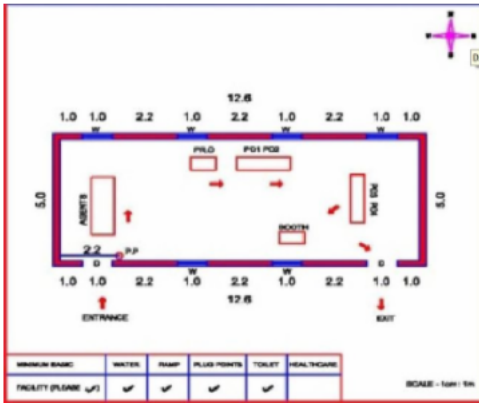 N
W
S
12.6
1.0 1.0 2.2 1.0 2.2 1.0 2.2 1.0 1.0
W W W W
PRLO PO1 PO2
5.0 AGENTS PO3 PO4 5.0
BOOTH
2.2 P.P
D W W D
1.0 1.0 2.2 1.0 2.2 1.0 2.2 1.0 1.0
12.6
ENTRANCE EXIT
MINIMUM BASIC WATER RAMP PLUG POINTS TOILET HEALTHCARE
FACILITY (PLEASE ✓) ✓ ✓ ✓ ✓
SCALE - 1cm : 1m